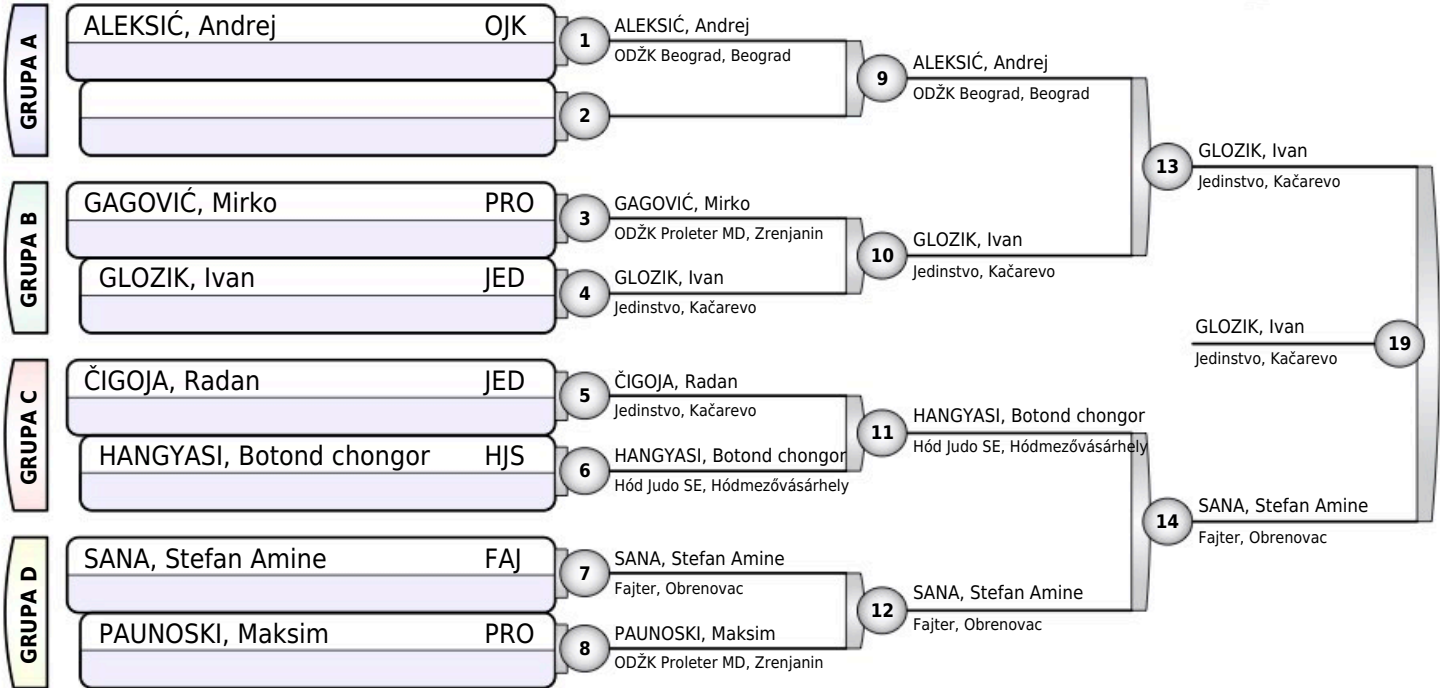 GRUPA A
ALEKSIĆ, Andrej OJK
1
ALEKSIĆ, Andrej
ODŽK Beograd, Beograd
2
9
ALEKSIĆ, Andrej
ODŽK Beograd, Beograd
GRUPA B
GAGOVIĆ, Mirko PRO
GLOZIK, Ivan JED
3
GAGOVIĆ, Mirko
ODŽK Proleter MD, Zrenjanin
4
GLOZIK, Ivan
Jedinstvo, Kačarevo
10
GLOZIK, Ivan
Jedinstvo, Kačarevo
13
GLOZIK, Ivan
Jedinstvo, Kačarevo
GRUPA C
ČIGOJA, Radan JED
HANGYASI, Botond chongor HJS
5
ČIGOJA, Radan
Jedinstvo, Kačarevo
6
HANGYASI, Botond chongor
Hód Judo SE, Hódmezővásárhely
11
HANGYASI, Botond chongor
Hód Judo SE, Hódmezővásárhely
GRUPA D
SANA, Stefan Amine FAJ
PAUNOSKI, Maksim PRO
7
SANA, Stefan Amine
Fajter, Obrenovac
8
PAUNOSKI, Maksim
ODŽK Proleter MD, Zrenjanin
12
SANA, Stefan Amine
Fajter, Obrenovac
14
SANA, Stefan Amine
Fajter, Obrenovac
GLOZIK, Ivan
Jedinstvo, Kačarevo
19